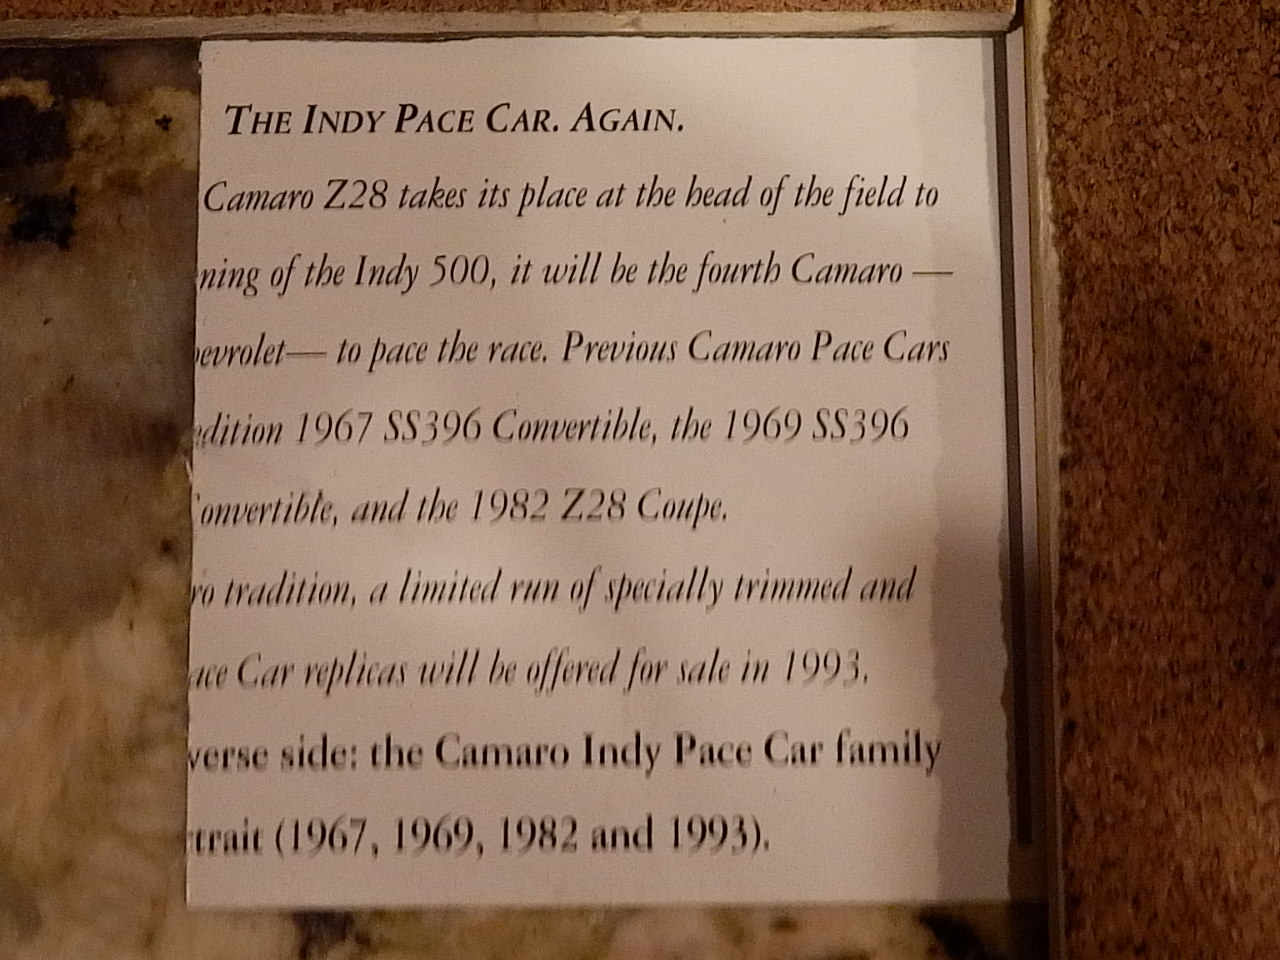 THE INDY PACE CAR. AGAIN.
Camaro Z28 takes its place at the head of the field to
ning of the Indy 500, it will be the fourth Camaro —
evrolet— to pace the race. Previous Camaro Pace Cars
dition 1967 SS396 Convertible, the 1969 SS396
onvertible, and the 1982 Z28 Coupe.
ro tradition, a limited run of specially trimmed and
ace Car replicas will be offered for sale in 1993.
verse side: the Camaro Indy Pace Car family
trait (1967, 1969, 1982 and 1993).